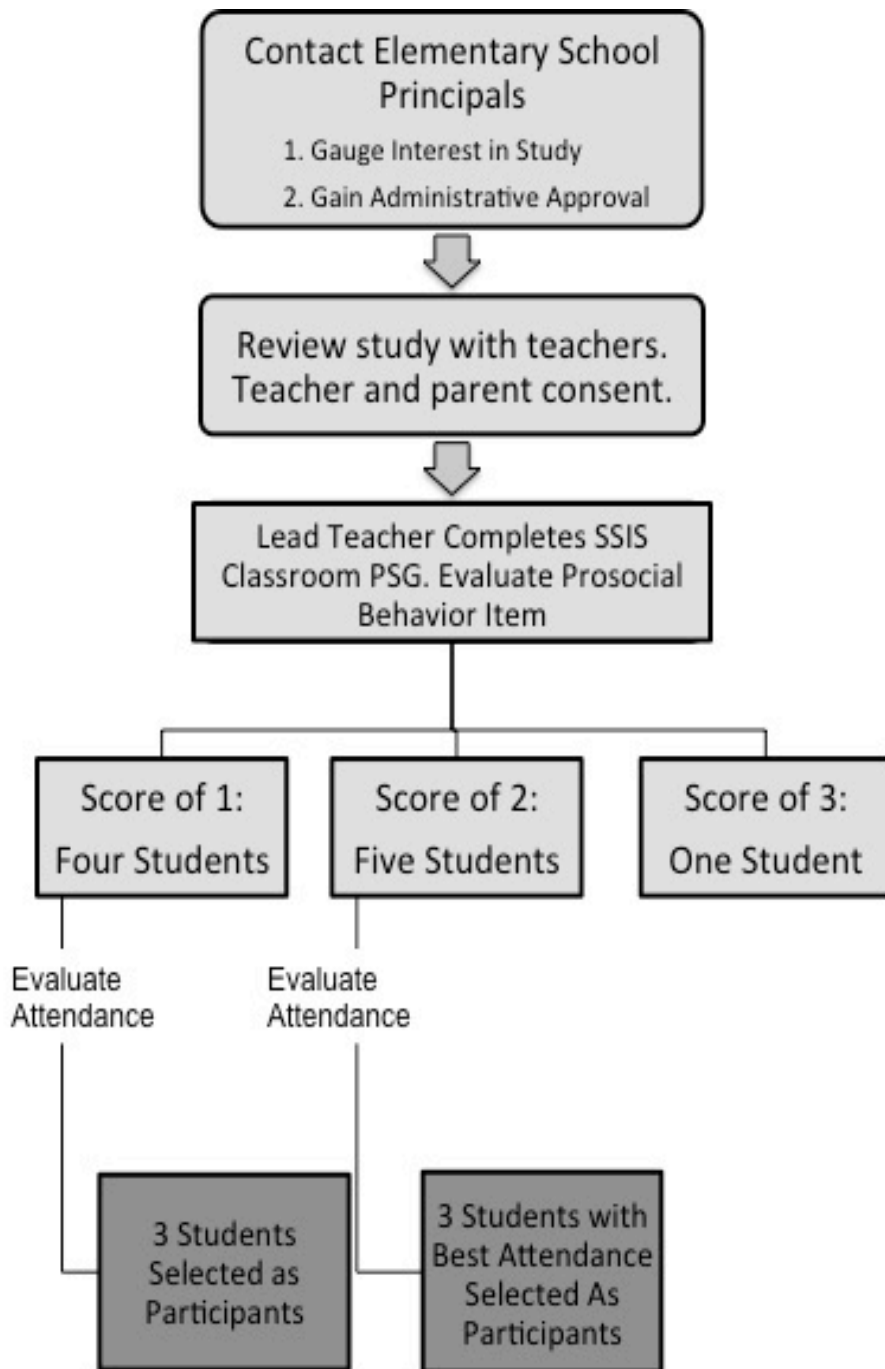 Contact Elementary School
Principals
1. Gauge Interest in Study
2. Gain Administrative Approval
Review study with teachers.
Teacher and parent consent.
Lead Teacher Completes SSIS
Classroom PSG. Evaluate Prosocial
Behavior Item
Score of 1:
Four Students
Score of 2:
Five Students
Score of 3:
One Student
Evaluate
Attendance
Evaluate
Attendance
3 Students
Selected as
Participants
3 Students with
Best Attendance
Selected As
Participants